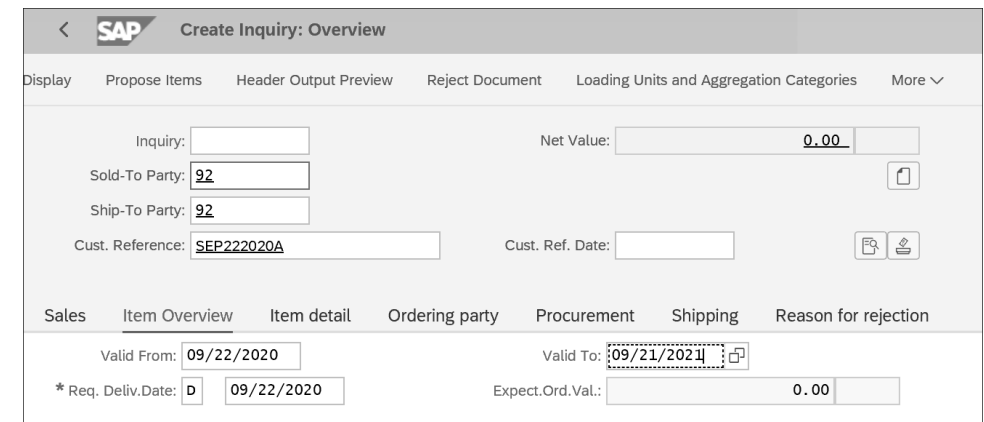 SAP Create Inquiry: Overview
Display Propose Items Header Output Preview Reject Document Loading Units and Aggregation Categories More
Inquiry: Net Value: 0.00
Sold-To Party: 92
Ship-To Party: 92
Cust. Reference: SEP222020A Cust. Ref. Date:
Sales Item Overview Item detail Ordering party Procurement Shipping Reason for rejection
Valid From: 09/22/2020 Valid To: 09/21/2021
* Req. Deliv.Date: D 09/22/2020 Expect.Ord.Val.: 0.00